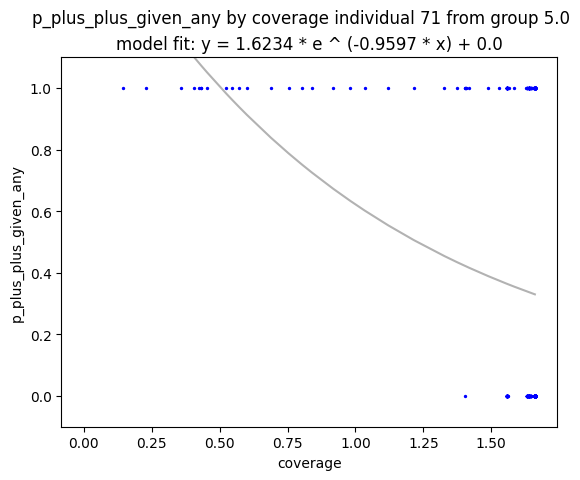 p_plus_plus_given_any by coverage individual 71 from group 5.0
model fit: y = 1.6234 * e ^ (-0.9597 * x) + 0.0
1.0
0.8
0.6
0.4
0.2
0.0
p_plus_plus_given_any
0.00 0.25 0.50 0.75 1.00 1.25 1.50
coverage